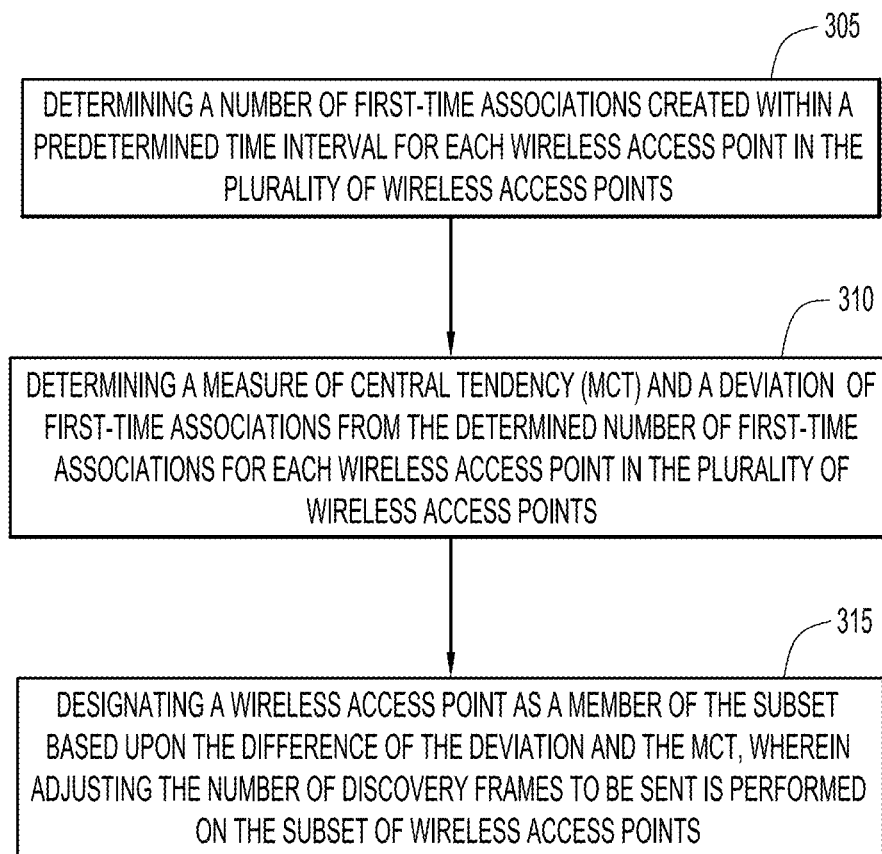 305
DETERMINING A NUMBER OF FIRST-TIME ASSOCIATIONS CREATED WITHIN A
PREDETERMINED TIME INTERVAL FOR EACH WIRELESS ACCESS POINT IN THE
PLURALITY OF WIRELESS ACCESS POINTS
310
DETERMINING A MEASURE OF CENTRAL TENDENCY (MCT) AND A DEVIATION OF
FIRST-TIME ASSOCIATIONS FROM THE DETERMINED NUMBER OF FIRST-TIME
ASSOCIATIONS FOR EACH WIRELESS ACCESS POINT IN THE PLURALITY OF
WIRELESS ACCESS POINTS
315
DESIGNATING A WIRELESS ACCESS POINT AS A MEMBER OF THE SUBSET
BASED UPON THE DIFFERENCE OF THE DEVIATION AND THE MCT, WHEREIN
ADJUSTING THE NUMBER OF DISCOVERY FRAMES TO BE SENT IS PERFORMED
ON THE SUBSET OF WIRELESS ACCESS POINTS